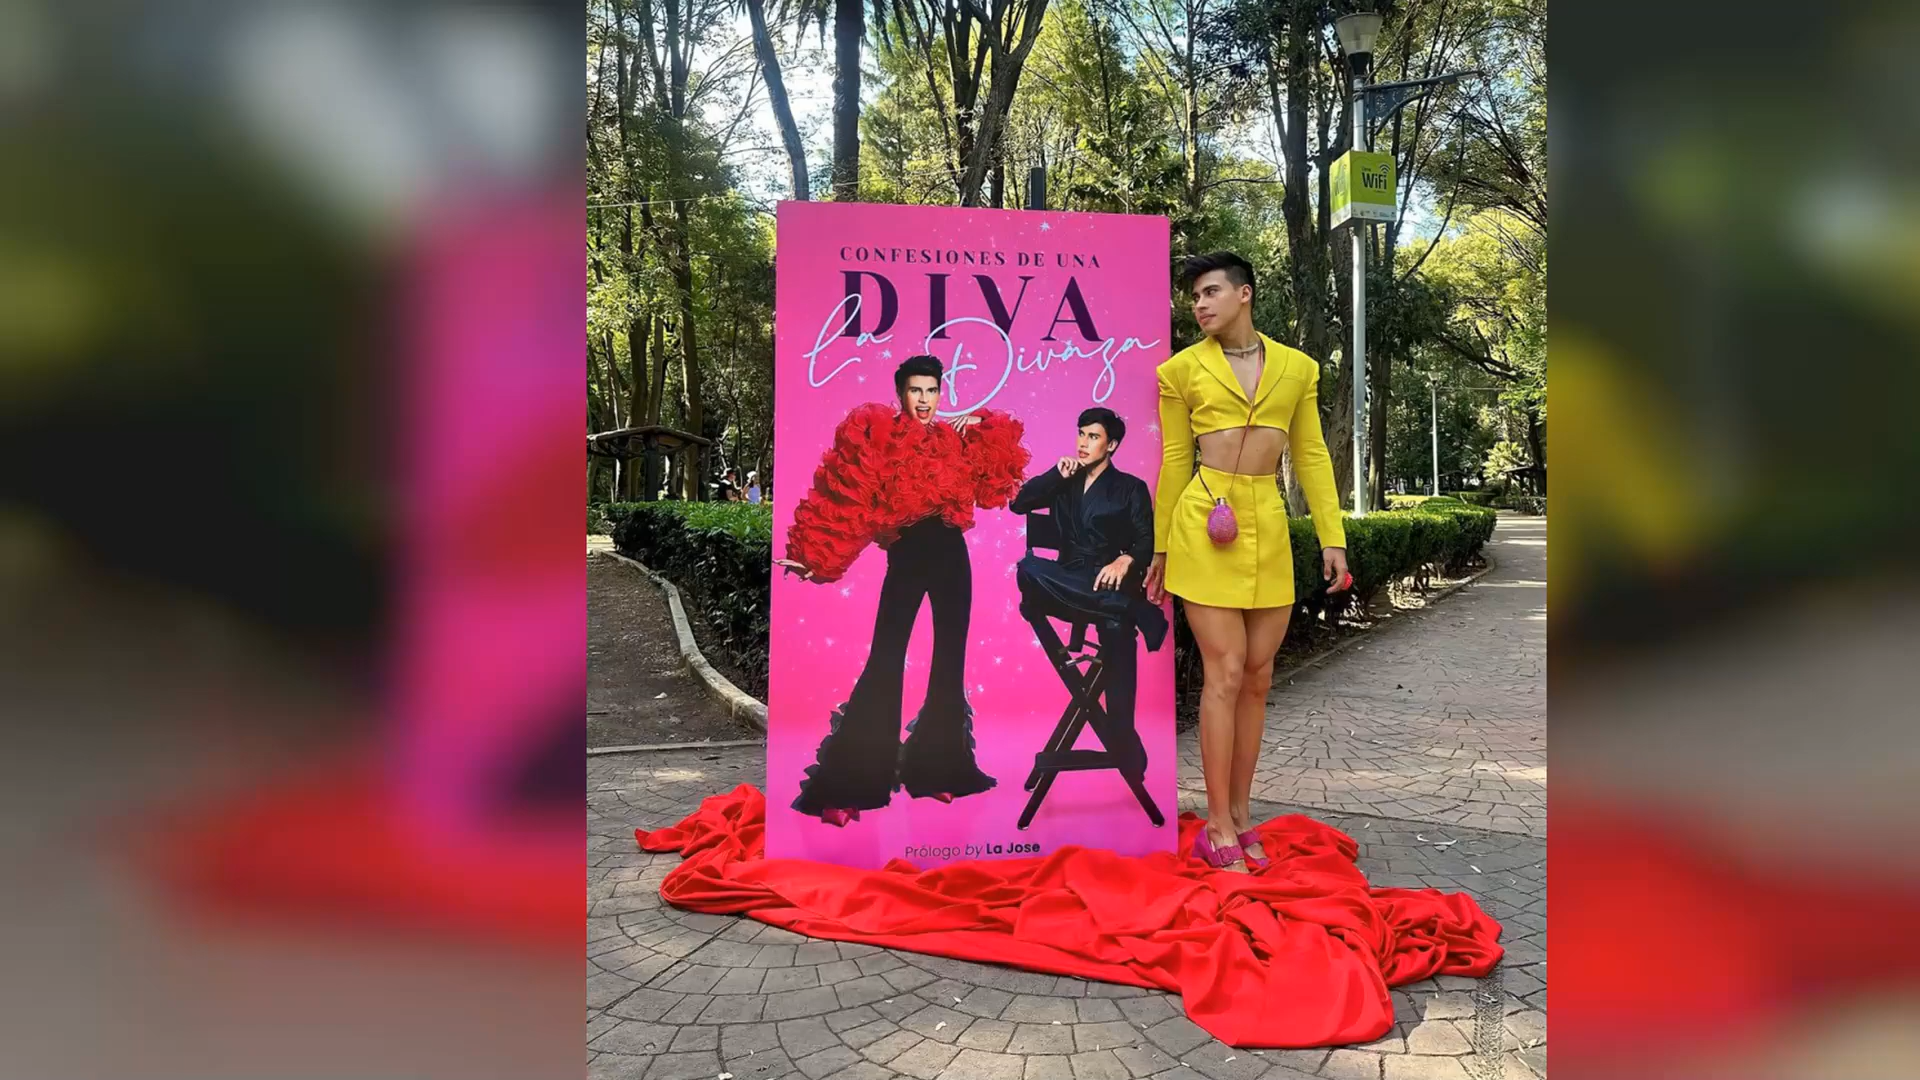 CONFESIONES DE UNA
DIVA
La Divaza
Prólogo by La Jose
WiFi